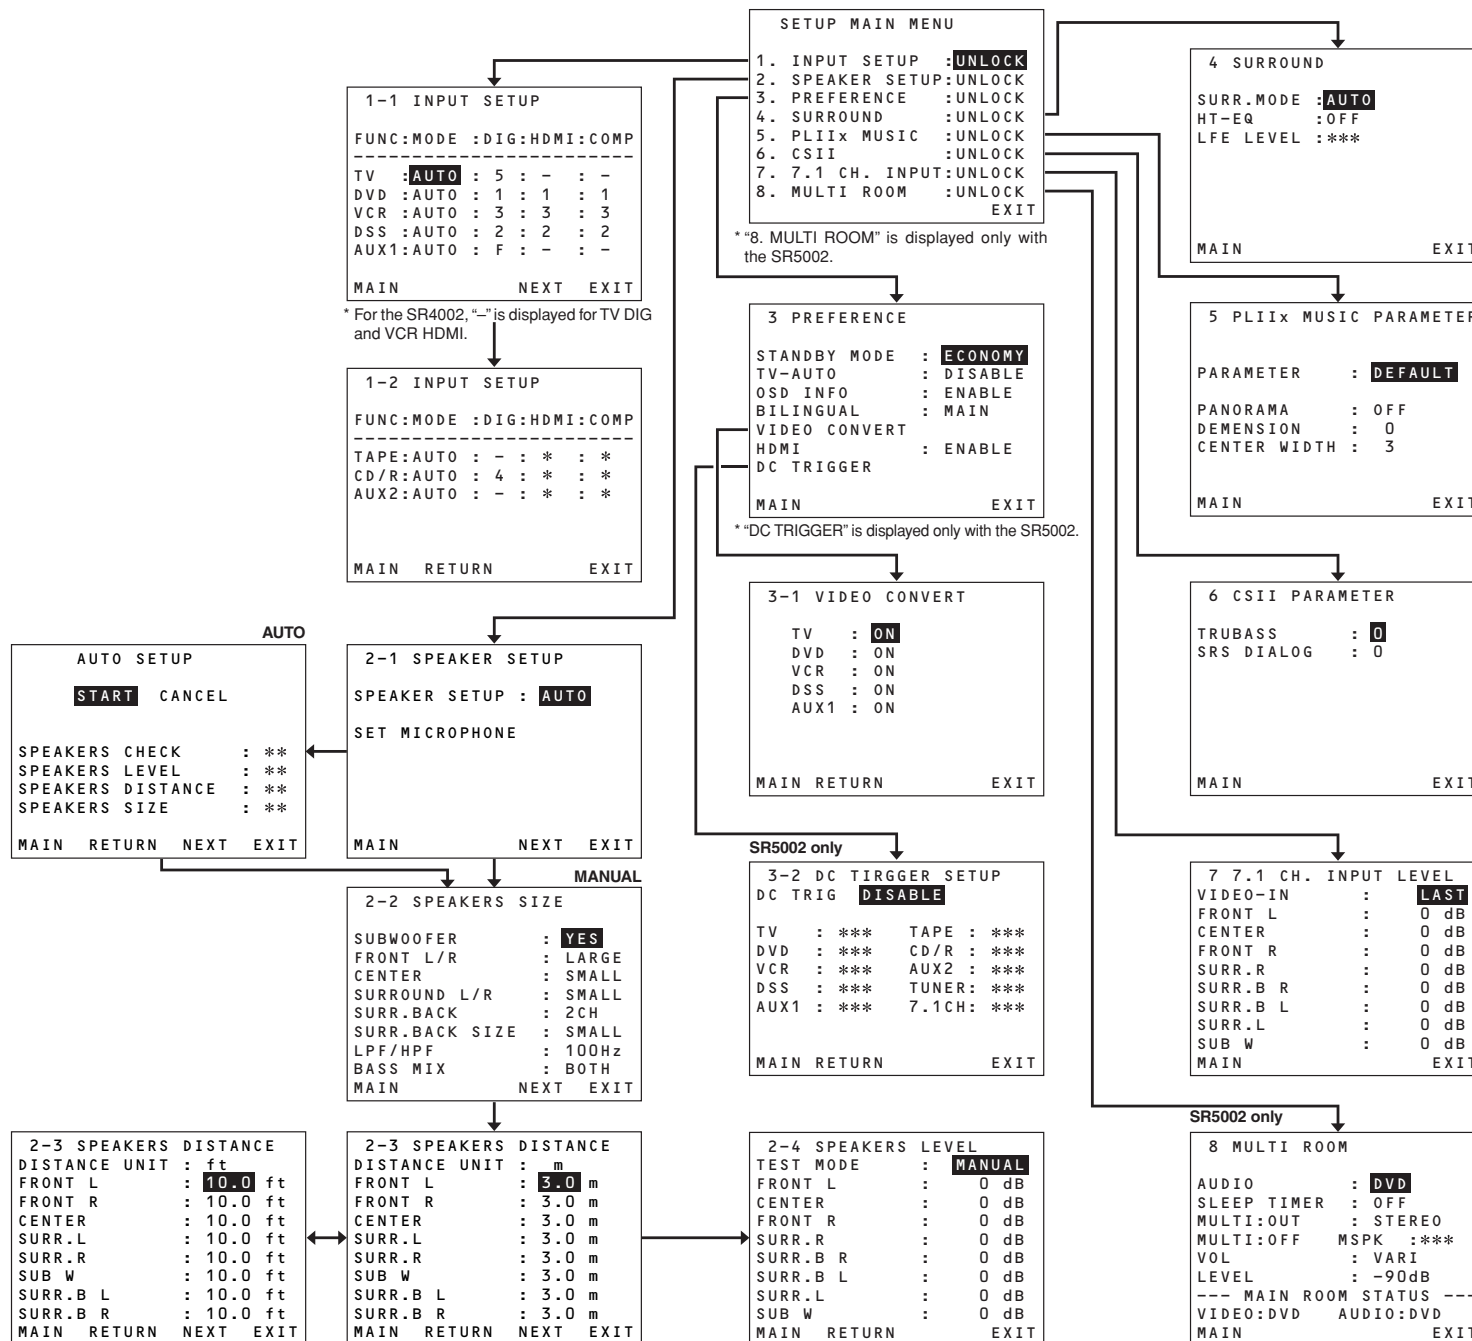 SETUP MAIN MENU
1. INPUT SETUP :UNLOCK
2. SPEAKER SETUP:UNLOCK
3. PREFERENCE :UNLOCK
4. SURROUND :UNLOCK
5. PLIIx MUSIC :UNLOCK
6. CSII :UNLOCK
7. 7.1 CH. INPUT:UNLOCK
8. MULTI ROOM :UNLOCK
EXIT
* “8. MULTI ROOM” is displayed only with
the SR5002.
1-1 INPUT SETUP
FUNC:MODE :DIG:HDMI:COMP
------------------------
TV :AUTO : 5 : - : -
DVD :AUTO : 1 : 1 : 1
VCR :AUTO : 3 : 3 : 3
DSS :AUTO : 2 : 2 : 2
AUX1:AUTO : F : - : -
MAIN NEXT EXIT
* For the SR4002, “–” is displayed for TV DIG
and VCR HDMI.
1-2 INPUT SETUP
FUNC:MODE :DIG:HDMI:COMP
------------------------
TAPE:AUTO : - : * : *
CD/R:AUTO : 4 : * : *
AUX2:AUTO : - : * : *
MAIN RETURN EXIT
AUTO
AUTO SETUP
START CANCEL
SPEAKERS CHECK : **
SPEAKERS LEVEL : **
SPEAKERS DISTANCE : **
SPEAKERS SIZE : **
MAIN RETURN NEXT EXIT
2-1 SPEAKER SETUP
SPEAKER SETUP : AUTO
SET MICROPHONE
MAIN NEXT EXIT
MANUAL
2-2 SPEAKERS SIZE
SUBWOOFER : YES
FRONT L/R : LARGE
CENTER : SMALL
SURROUND L/R : SMALL
SURR.BACK : 2CH
SURR.BACK SIZE : SMALL
LPF/HPF : 100Hz
BASS MIX : BOTH
MAIN NEXT EXIT
2-3 SPEAKERS DISTANCE
DISTANCE UNIT : ft
FRONT L : 10.0 ft
FRONT R : 10.0 ft
CENTER : 10.0 ft
SURR.L : 10.0 ft
SURR.R : 10.0 ft
SUB W : 10.0 ft
SURR.B L : 10.0 ft
SURR.B R : 10.0 ft
MAIN RETURN NEXT EXIT
2-3 SPEAKERS DISTANCE
DISTANCE UNIT : m
FRONT L : 3.0 m
FRONT R : 3.0 m
CENTER : 3.0 m
SURR.L : 3.0 m
SURR.R : 3.0 m
SUB W : 3.0 m
SURR.B L : 3.0 m
SURR.B R : 3.0 m
MAIN RETURN NEXT EXIT
2-4 SPEAKERS LEVEL
TEST MODE : MANUAL
FRONT L : 0 dB
CENTER : 0 dB
FRONT R : 0 dB
SURR.R : 0 dB
SURR.B R : 0 dB
SURR.B L : 0 dB
SURR.L : 0 dB
SUB W : 0 dB
MAIN RETURN EXIT
3 PREFERENCE
STANDBY MODE : ECONOMY
TV-AUTO : DISABLE
OSD INFO : ENABLE
BILINGUAL : MAIN
VIDEO CONVERT
HDMI : ENABLE
DC TRIGGER
MAIN EXIT
* “DC TRIGGER” is displayed only with the SR5002.
3-1 VIDEO CONVERT
TV : ON
DVD : ON
VCR : ON
DSS : ON
AUX1 : ON
MAIN RETURN EXIT
SR5002 only
3-2 DC TIRGGER SETUP
DC TRIG DISABLE
TV : *** TAPE : ***
DVD : *** CD/R : ***
VCR : *** AUX2 : ***
DSS : *** TUNER: ***
AUX1 : *** 7.1CH: ***
MAIN RETURN EXIT
4 SURROUND
SURR.MODE :AUTO
HT-EQ :OFF
LFE LEVEL :***
MAIN EXIT
5 PLIIx MUSIC PARAMETER
PARAMETER : DEFAULT
PANORAMA : OFF
DEMENSION : 0
CENTER WIDTH : 3
MAIN EXIT
6 CSII PARAMETER
TRUBASS : 0
SRS DIALOG : 0
MAIN EXIT
7 7.1 CH. INPUT LEVEL
VIDEO-IN : LAST
FRONT L : 0 dB
CENTER : 0 dB
FRONT R : 0 dB
SURR.R : 0 dB
SURR.B R : 0 dB
SURR.B L : 0 dB
SURR.L : 0 dB
SUB W : 0 dB
MAIN EXIT
SR5002 only
8 MULTI ROOM
AUDIO : DVD
SLEEP TIMER : OFF
MULTI:OUT : STEREO
MULTI:OFF MSPK :***
VOL : VARI
LEVEL : -90dB
--- MAIN ROOM STATUS ---
VIDEO:DVD AUDIO:DVD
MAIN EXIT